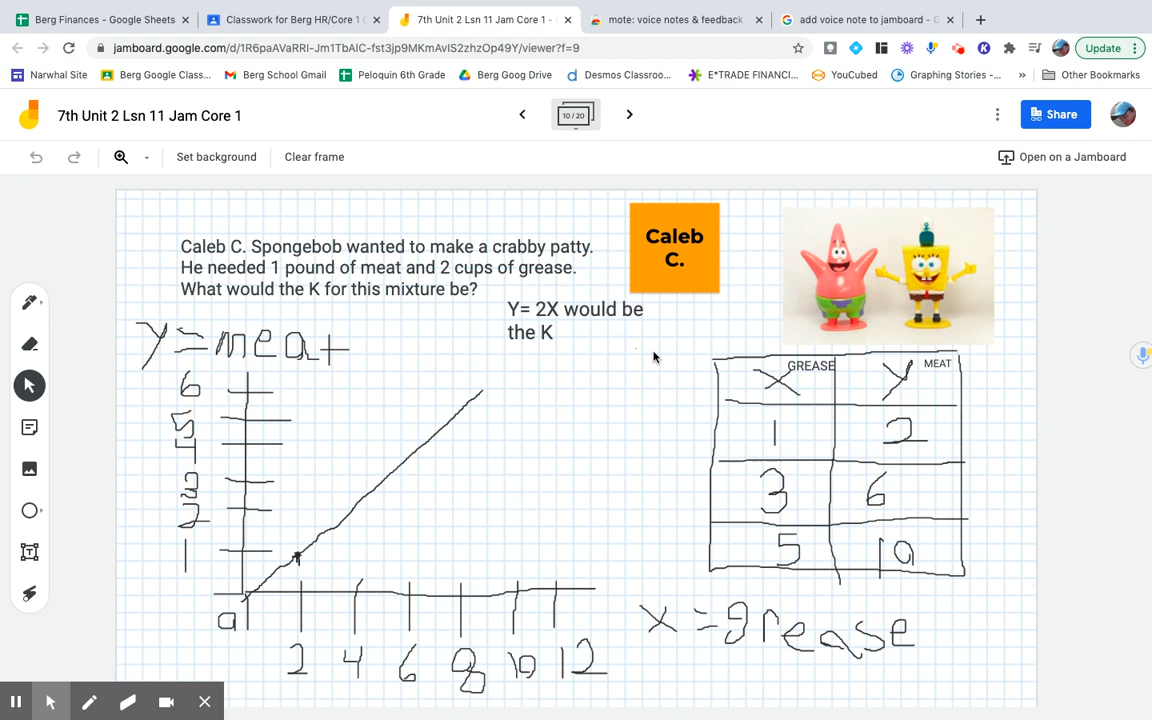 Berg Finances - Google Sheets
Classwork for Berg HR/Core 1
7th Unit 2 Lsn 11 Jam Core 1 -
mote: voice notes & feedback
add voice note to jamboard - G
jamboard.google.com/d/1R6paAVaRRI-Jm1TbAlC-fst3jp9MKmAvIS2zhzOp49Y/viewer?f=9
Update
Narwhal Site
Berg Google Class...
Berg School Gmail
Peloquin 6th Grade
Berg Goog Drive
Desmos Classroo...
E*TRADE FINANCI...
YouCubed
Graphing Stories -...
Other Bookmarks
7th Unit 2 Lsn 11 Jam Core 1
10 / 20
Share
Set background
Clear frame
Open on a Jamboard
Caleb C. Spongebob wanted to make a crabby patty.
He needed 1 pound of meat and 2 cups of grease.
What would the K for this mixture be?
Caleb
C.
Y= 2X would be
the K
y=meat
6
5
4
3
2
1
0
2 4 6 8 10 12
X GREASE y MEAT
1 2
3 6
5 10
x=grease